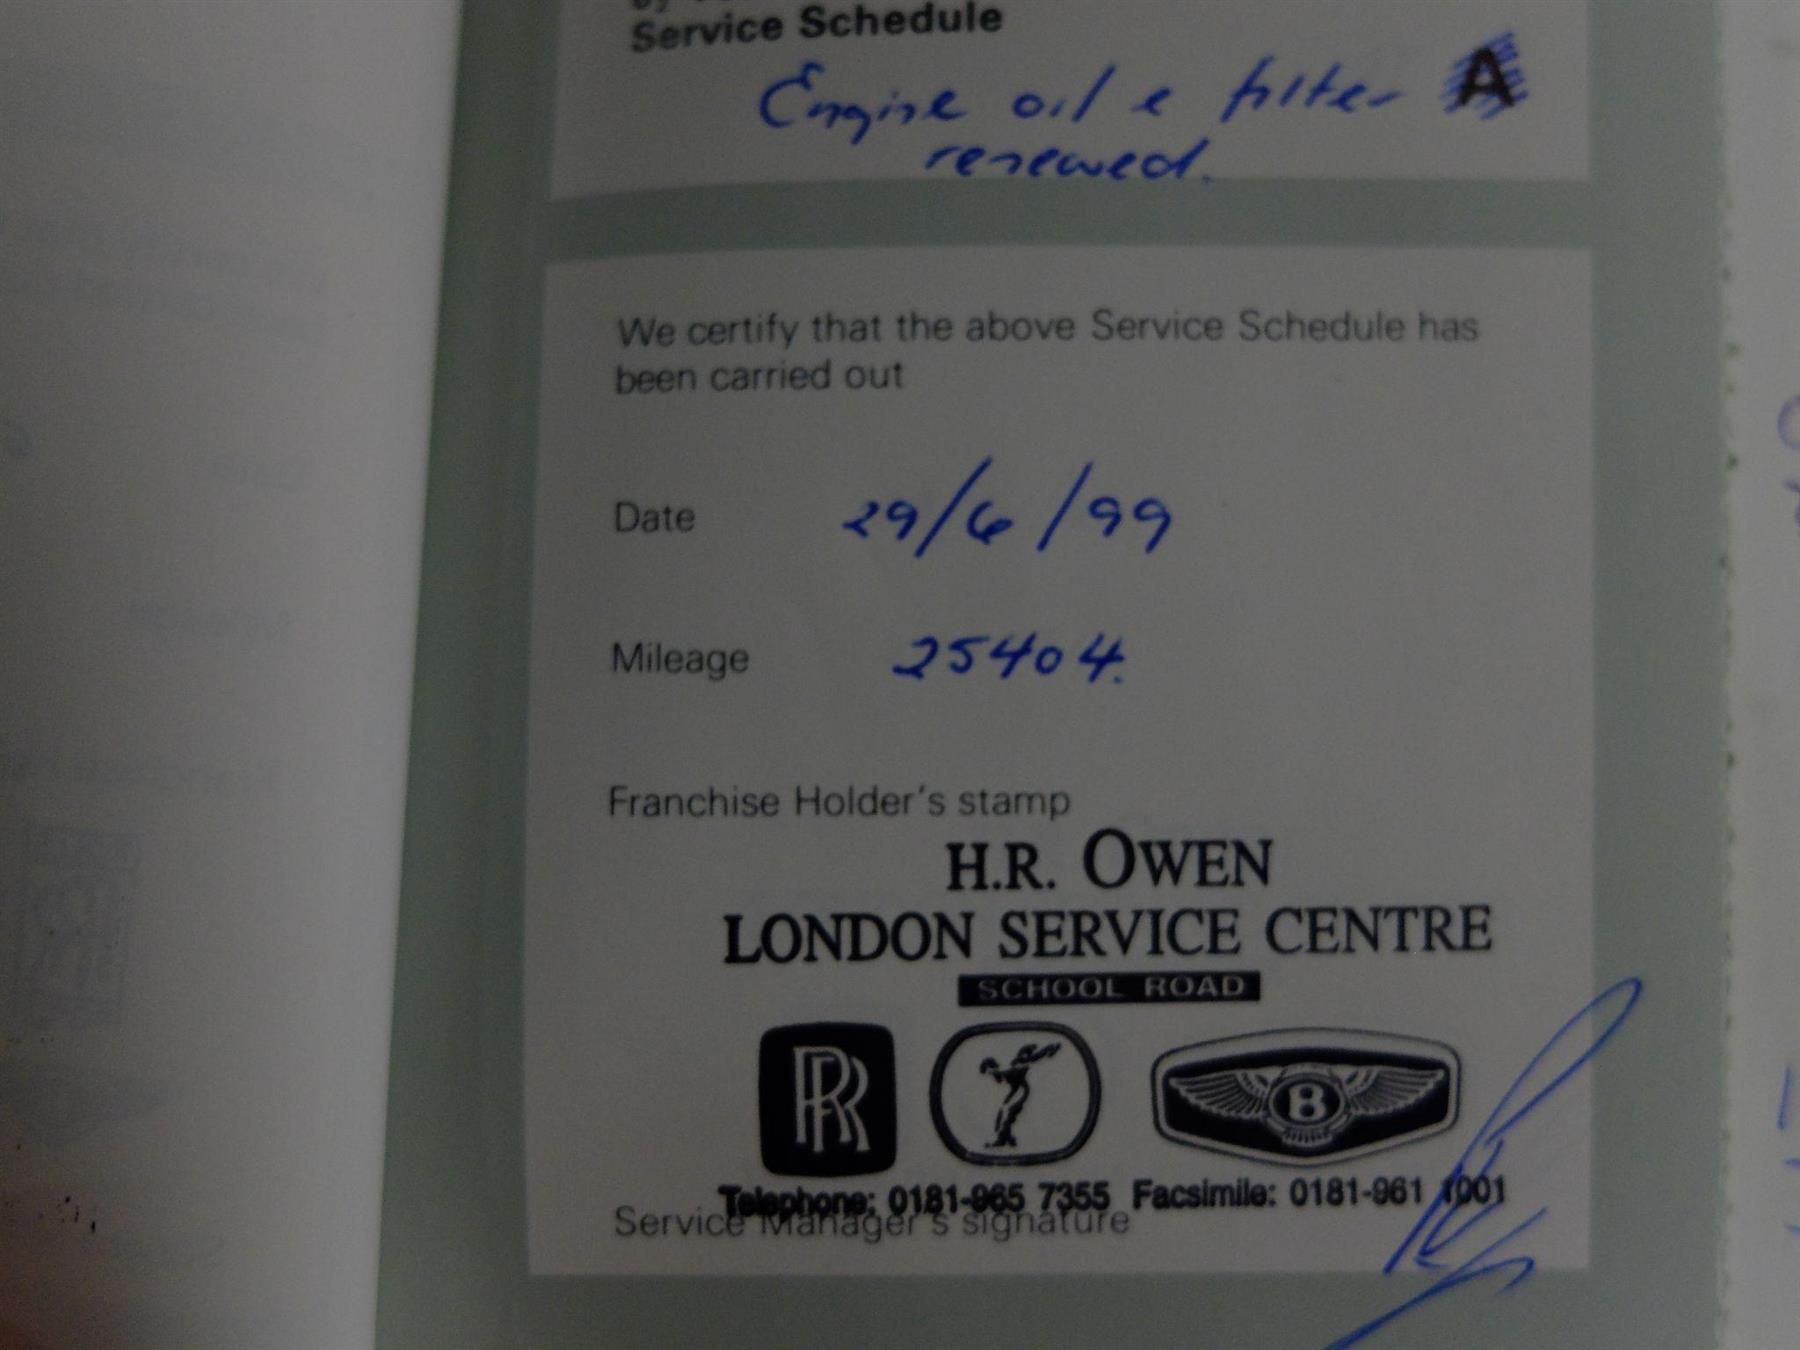 Service Schedule
Engine oil e filter A
renewed.
We certify that the above Service Schedule has
been carried out
Date 29/6/99
Mileage 25404.
Franchise Holder's stamp
H.R. OWEN
LONDON SERVICE CENTRE
SCHOOL ROAD
RR B
Telephone: 0181-965 7355 Facsimile: 0181-961 1001
Service Manager's signature